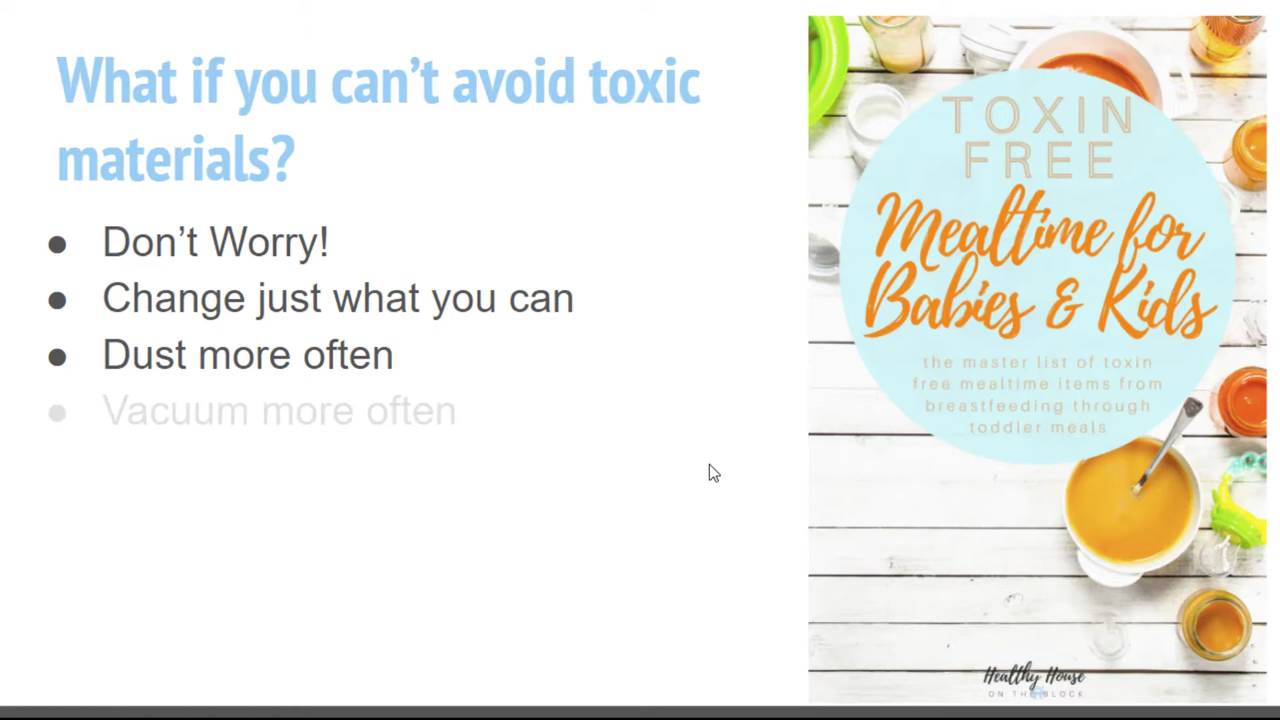 What if you can't avoid toxic
materials?
● Don't Worry!
● Change just what you can
● Dust more often
● Vacuum more often
TOXIN
FREE
Mealtime for
Babies & Kids
the master list of toxin
free mealtime items from
breastfeeding through
toddler meals
Healthy House
ON THE BLOCK